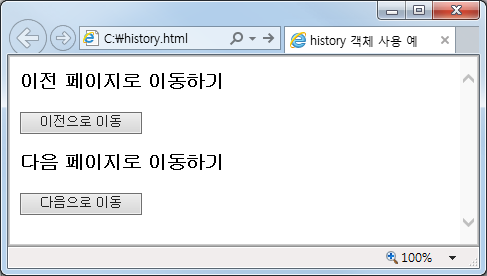 C:\history.html
history 객체 사용 예
이전 페이지로 이동하기
이전으로 이동
다음 페이지로 이동하기
다음으로 이동
100%